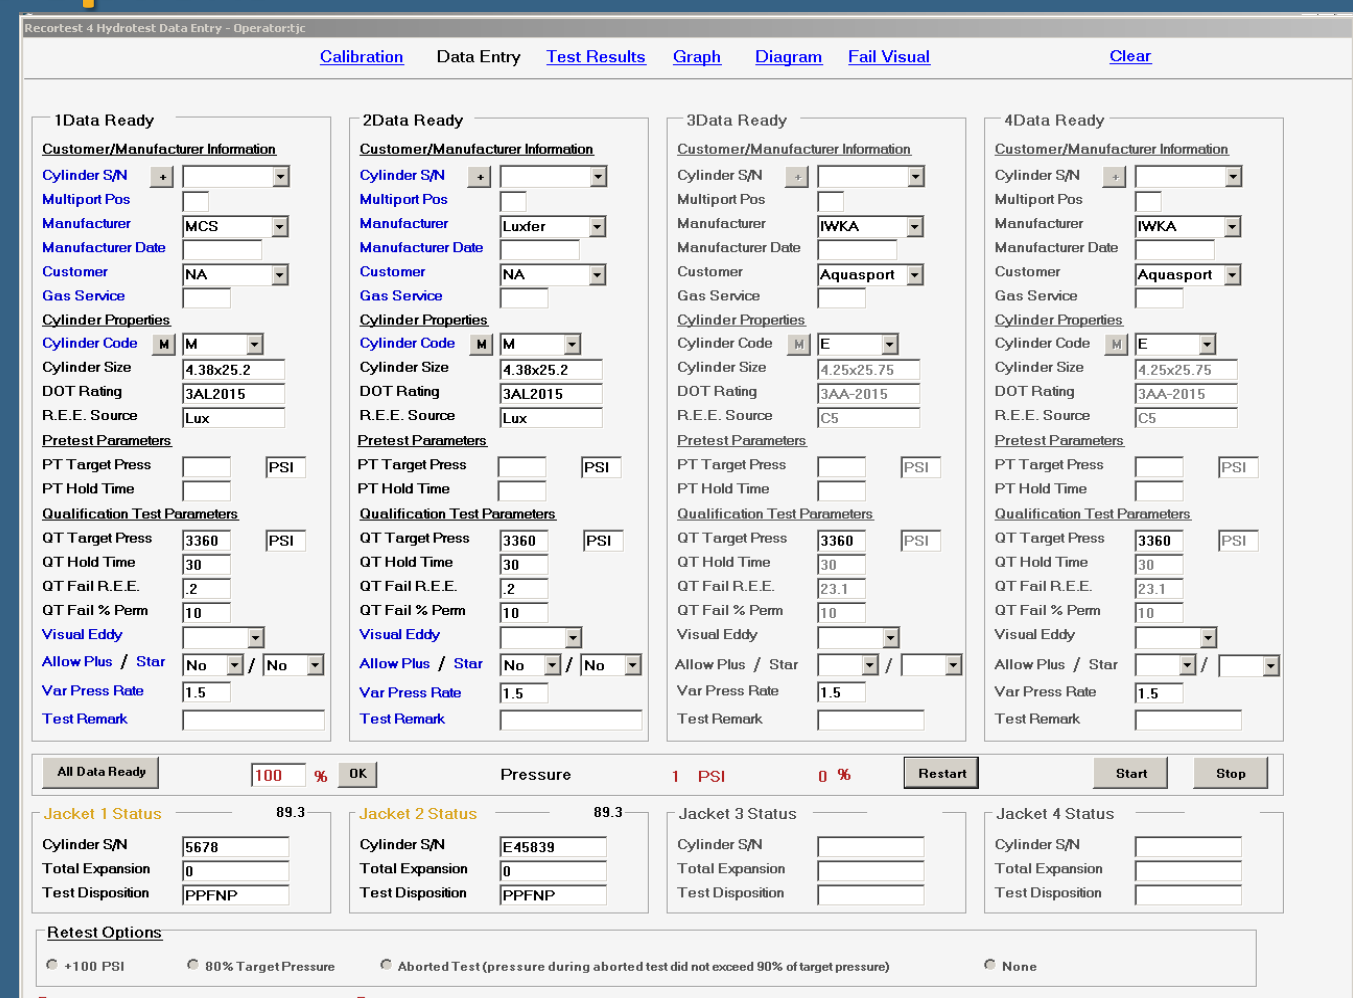 Recortest 4 Hydrotest Data Entry - Operator:tjc
Calibration Data Entry Test Results Graph Diagram Fail Visual Clear
1Data Ready 2Data Ready 3Data Ready 4Data Ready
Customer/Manufacturer Information Customer/Manufacturer Information Customer/Manufacturer Information Customer/Manufacturer Information
Cylinder S/N + Cylinder S/N + Cylinder S/N + Cylinder S/N +
Multiport Pos Multiport Pos Multiport Pos Multiport Pos
Manufacturer MCS Manufacturer Luxfer Manufacturer IWKA Manufacturer IWKA
Manufacturer Date Manufacturer Date Manufacturer Date Manufacturer Date
Customer NA Customer NA Customer Aquasport Customer Aquasport
Gas Service Gas Service Gas Service Gas Service
Cylinder Properties Cylinder Properties Cylinder Properties Cylinder Properties
Cylinder Code M M Cylinder Code M M Cylinder Code M E Cylinder Code M E
Cylinder Size 4.38x25.2 Cylinder Size 4.38x25.2 Cylinder Size 4.25x25.75 Cylinder Size 4.25x25.75
DOT Rating 3AL2015 DOT Rating 3AL2015 DOT Rating 3AA-2015 DOT Rating 3AA-2015
R.E.E. Source Lux R.E.E. Source Lux R.E.E. Source C5 R.E.E. Source C5
Pretest Parameters Pretest Parameters Pretest Parameters Pretest Parameters
PT Target Press PSI PT Target Press PSI PT Target Press PSI PT Target Press PSI
PT Hold Time PT Hold Time PT Hold Time PT Hold Time
Qualification Test Parameters Qualification Test Parameters Qualification Test Parameters Qualification Test Parameters
QT Target Press 3360 PSI QT Target Press 3360 PSI QT Target Press 3360 PSI QT Target Press 3360 PSI
QT Hold Time 30 QT Hold Time 30 QT Hold Time 30 QT Hold Time 30
QT Fail R.E.E. .2 QT Fail R.E.E. .2 QT Fail R.E.E. 23.1 QT Fail R.E.E. 23.1
QT Fail % Perm 10 QT Fail % Perm 10 QT Fail % Perm 10 QT Fail % Perm 10
Visual Eddy Visual Eddy Visual Eddy Visual Eddy
Allow Plus / Star No / No Allow Plus / Star No / No Allow Plus / Star / Allow Plus / Star /
Var Press Rate 1.5 Var Press Rate 1.5 Var Press Rate 1.5 Var Press Rate 1.5
Test Remark Test Remark Test Remark Test Remark
All Data Ready 100 % OK Pressure 1 PSI 0 % Restart Start Stop
Jacket 1 Status 89.3 Jacket 2 Status 89.3 Jacket 3 Status Jacket 4 Status
Cylinder S/N 5678 Cylinder S/N E45839 Cylinder S/N Cylinder S/N
Total Expansion 0 Total Expansion 0 Total Expansion Total Expansion
Test Disposition PPFNP Test Disposition PPFNP Test Disposition Test Disposition
Retest Options
+100 PSI 80% Target Pressure Aborted Test (pressure during aborted test did not exceed 90% of target pressure) None